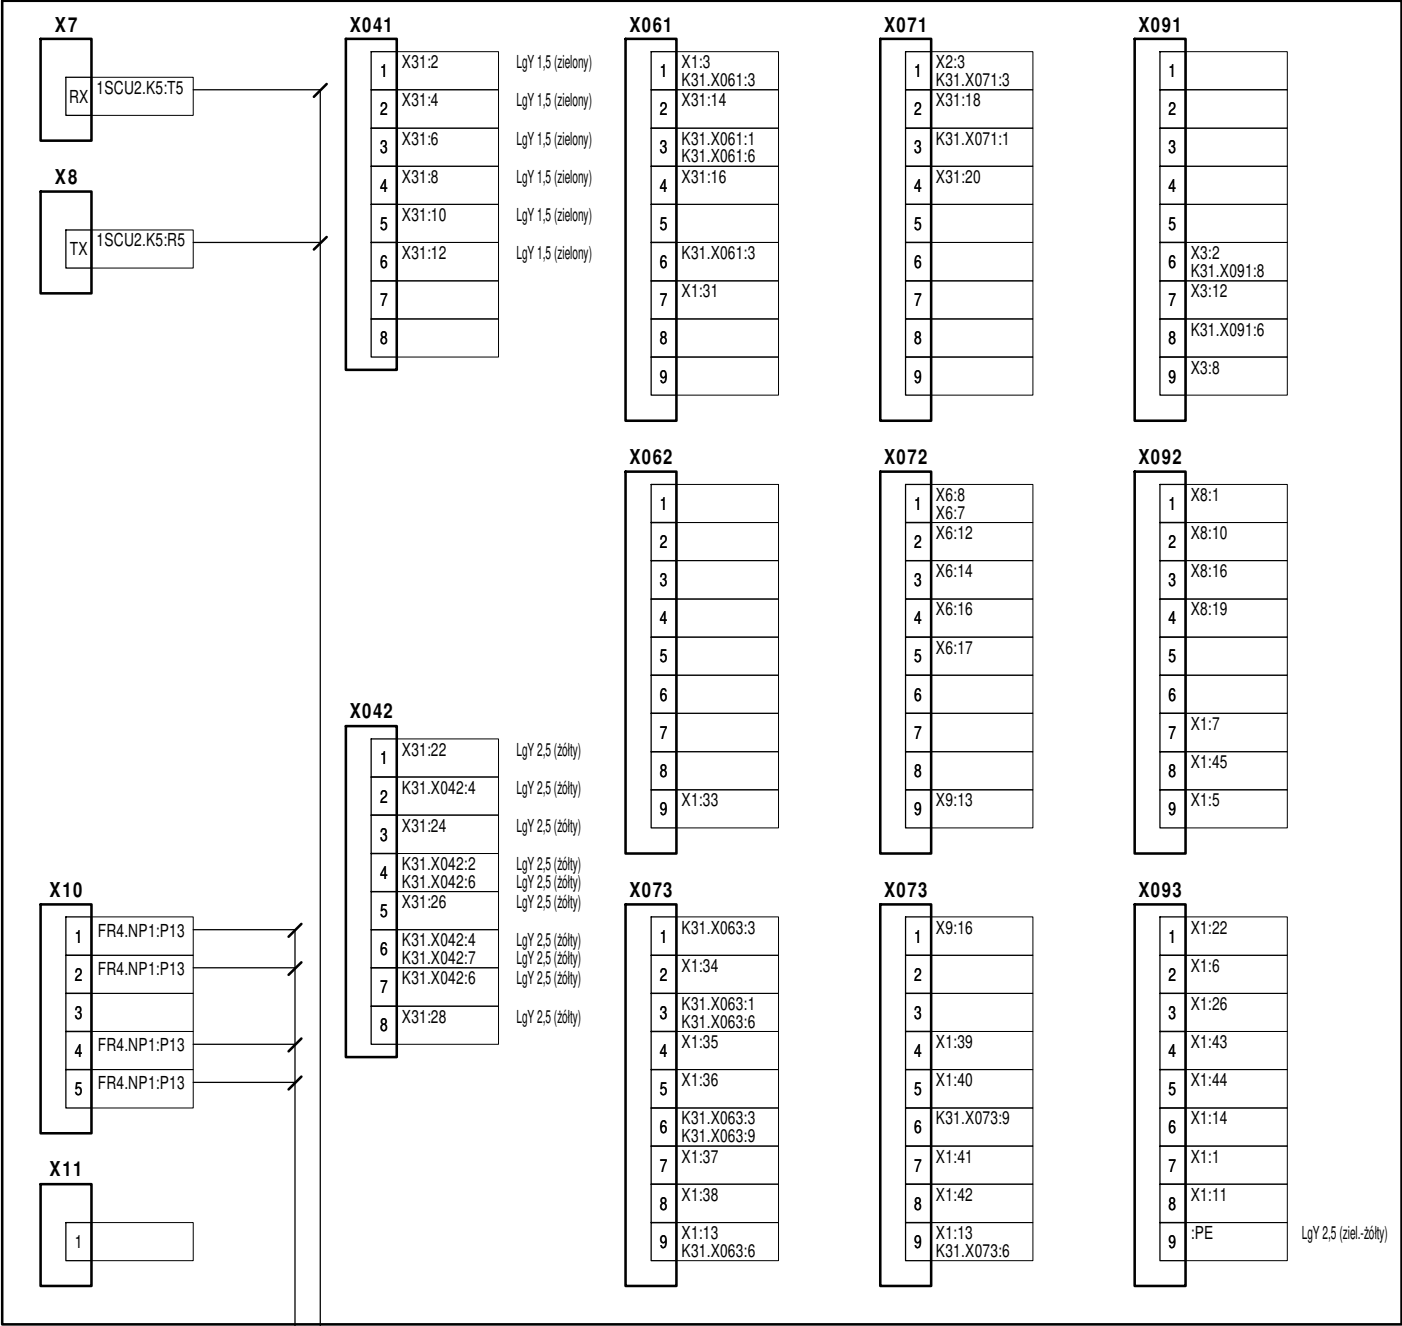 X7
RX 1SCU2.K5:T5
X8
TX 1SCU2.K5:R5
X10
1 FR4.NP1:P13
2 FR4.NP1:P13
3
4 FR4.NP1:P13
5 FR4.NP1:P13
X11
1
X041
1 X31:2 LgY 1,5 (zielony)
2 X31:4 LgY 1,5 (zielony)
3 X31:6 LgY 1,5 (zielony)
4 X31:8 LgY 1,5 (zielony)
5 X31:10 LgY 1,5 (zielony)
6 X31:12 LgY 1,5 (zielony)
7
8
X042
1 X31:22 LgY 2,5 (żółty)
2 K31.X042:4 LgY 2,5 (żółty)
3 X31:24 LgY 2,5 (żółty)
4 K31.X042:2 LgY 2,5 (żółty)
K31.X042:6 LgY 2,5 (żółty)
5 X31:26 LgY 2,5 (żółty)
6 K31.X042:4 LgY 2,5 (żółty)
K31.X042:7 LgY 2,5 (żółty)
7 K31.X042:6 LgY 2,5 (żółty)
8 X31:28 LgY 2,5 (żółty)
X061
1 X1:3
K31.X061:3
2 X31:14
3 K31.X061:1
K31.X061:6
4 X31:16
5
6 K31.X061:3
7 X1:31
8
9
X062
1
2
3
4
5
6
7
8
9 X1:33
X073
1 K31.X063:3
2 X1:34
3 K31.X063:1
K31.X063:6
4 X1:35
5 X1:36
6 K31.X063:3
K31.X063:9
7 X1:37
8 X1:38
9 X1:13
K31.X063:6
X071
1 X2:3
K31.X071:3
2 X31:18
3 K31.X071:1
4 X31:20
5
6
7
8
9
X072
1 X6:8
X6:7
2 X6:12
3 X6:14
4 X6:16
5 X6:17
6
7
8
9 X9:13
X073
1 X9:16
2
3
4 X1:39
5 X1:40
6 K31.X073:9
7 X1:41
8 X1:42
9 X1:13
K31.X073:6
X091
1
2
3
4
5
6 X3:2
K31.X091:8
7 X3:12
8 K31.X091:6
9 X3:8
X092
1 X8:1
2 X8:10
3 X8:16
4 X8:19
5
6
7 X1:7
8 X1:45
9 X1:5
X093
1 X1:22
2 X1:6
3 X1:26
4 X1:43
5 X1:44
6 X1:14
7 X1:1
8 X1:11
9 :PE LgY 2,5 (ziel.-żółty)